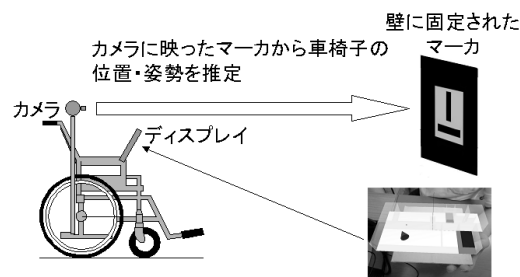 壁に固定された
マーカ
カメラに映ったマーカから車椅子の
位置・姿勢を推定
カメラ
ディスプレイ